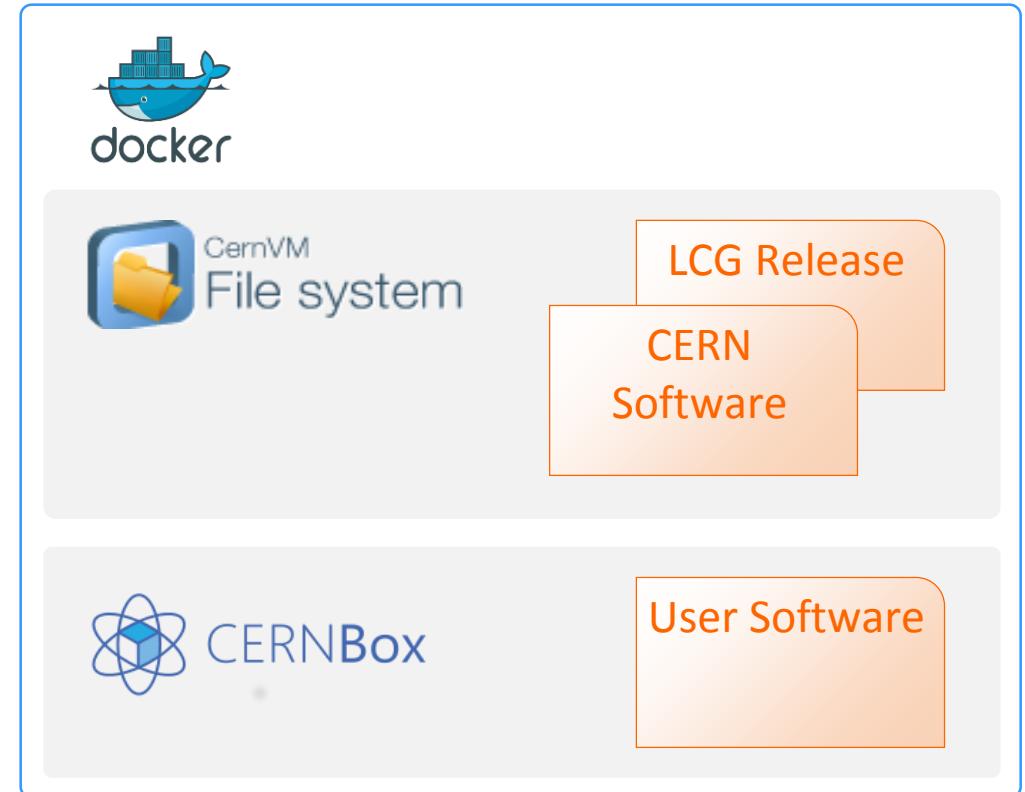 docker
CernVM
File system
LCG Release
CERN
Software
CERNBox
User Software